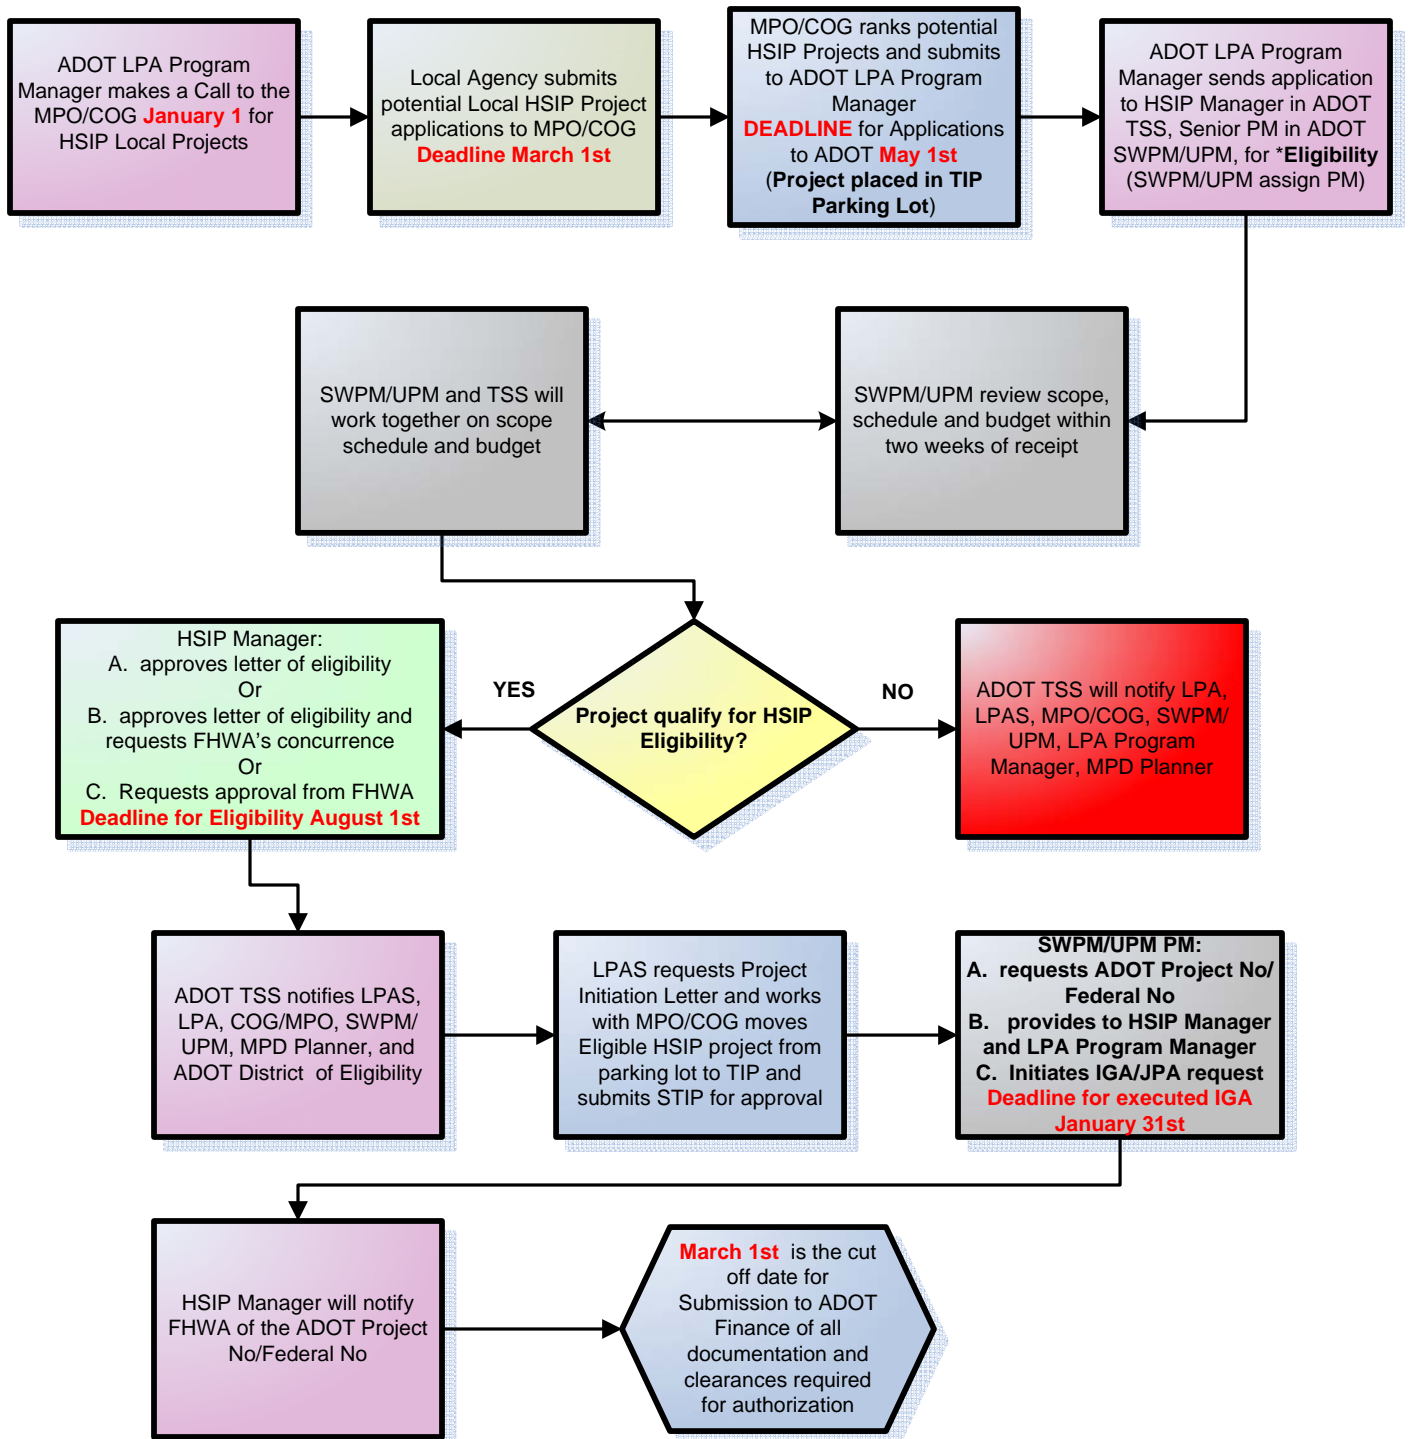 ADOT LPA Program
Manager makes a Call to the
MPO/COG January 1 for
HSIP Local Projects
Local Agency submits
potential Local HSIP Project
applications to MPO/COG
Deadline March 1st
MPO/COG ranks potential
HSIP Projects and submits
to ADOT LPA Program
Manager
DEADLINE for Applications
to ADOT May 1st
(Project placed in TIP
Parking Lot)
ADOT LPA Program
Manager sends application
to HSIP Manager in ADOT
TSS, Senior PM in ADOT
SWPM/UPM, for *Eligibility
(SWPM/UPM assign PM)
SWPM/UPM and TSS will
work together on scope
schedule and budget
SWPM/UPM review scope,
schedule and budget within
two weeks of receipt
HSIP Manager:
A. approves letter of eligibility
Or
B. approves letter of eligibility and
requests FHWA's concurrence
Or
C. Requests approval from FHWA
Deadline for Eligibility August 1st
YES
Project qualify for HSIP
Eligibility?
NO
ADOT TSS will notify LPA,
LPAS, MPO/COG, SWPM/
UPM, LPA Program
Manager, MPD Planner
ADOT TSS notifies LPAS,
LPA, COG/MPO, SWPM/
UPM, MPD Planner, and
ADOT District of Eligibility
LPAS requests Project
Initiation Letter and works
with MPO/COG moves
Eligible HSIP project from
parking lot to TIP and
submits STIP for approval
SWPM/UPM PM:
A. requests ADOT Project No/
Federal No
B. provides to HSIP Manager
and LPA Program Manager
C. Initiates IGA/JPA request
Deadline for executed IGA
January 31st
HSIP Manager will notify
FHWA of the ADOT Project
No/Federal No
March 1st is the cut
off date for
Submission to ADOT
Finance of all
documentation and
clearances required
for authorization